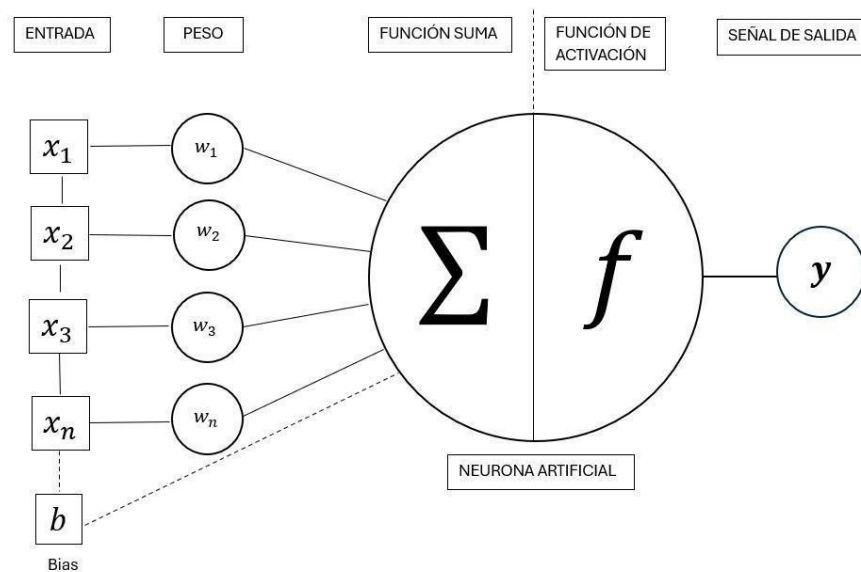 ENTRADA
PESO
FUNCIÓN SUMA
FUNCIÓN DE
ACTIVACIÓN
SEÑAL DE SALIDA
x₁
w₁
x₂
w₂
x₃
w₃
xₙ
wₙ
b
Bias
∑
f
y
NEURONA ARTIFICIAL